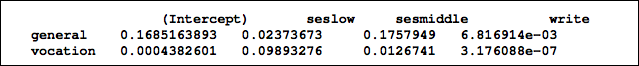 (Intercept) seslow sesmiddle write
general 0.1685163893 0.02373673 0.1757949 6.816914e-03
vocation 0.0004382601 0.09893276 0.0126741 3.176088e-07